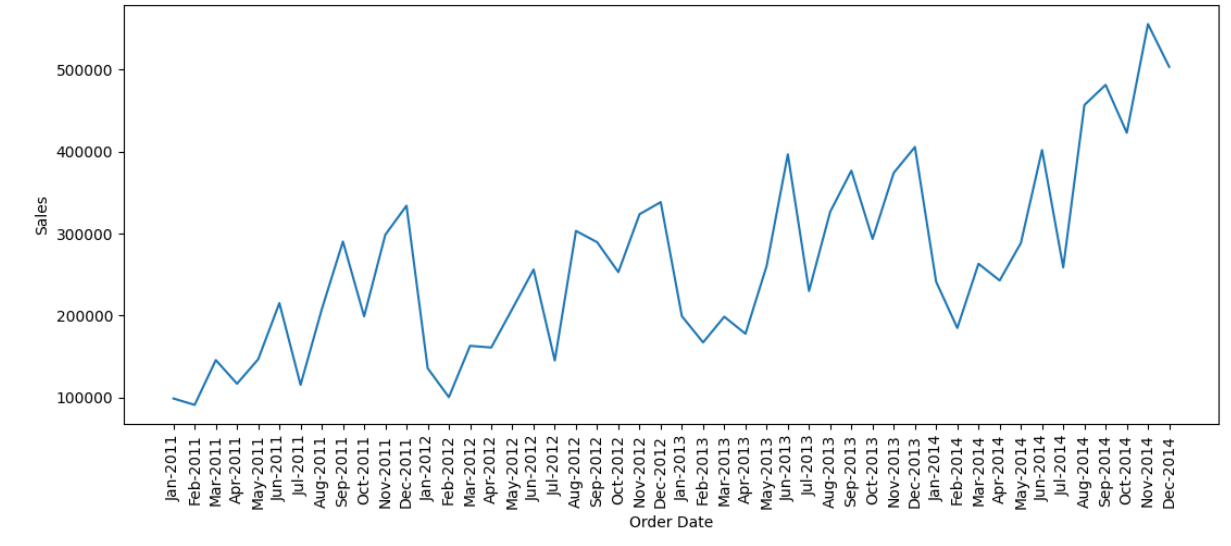 Sales
500000
400000
300000
200000
100000
Jan-2011
Feb-2011
Mar-2011
Apr-2011
May-2011
Jun-2011
Jul-2011
Aug-2011
Sep-2011
Oct-2011
Nov-2011
Dec-2011
Jan-2012
Feb-2012
Mar-2012
Apr-2012
May-2012
Jun-2012
Jul-2012
Aug-2012
Sep-2012
Oct-2012
Nov-2012
Dec-2012
Jan-2013
Feb-2013
Mar-2013
Apr-2013
May-2013
Jun-2013
Jul-2013
Aug-2013
Sep-2013
Oct-2013
Nov-2013
Dec-2013
Jan-2014
Feb-2014
Mar-2014
Apr-2014
May-2014
Jun-2014
Jul-2014
Aug-2014
Sep-2014
Oct-2014
Nov-2014
Dec-2014
Order Date